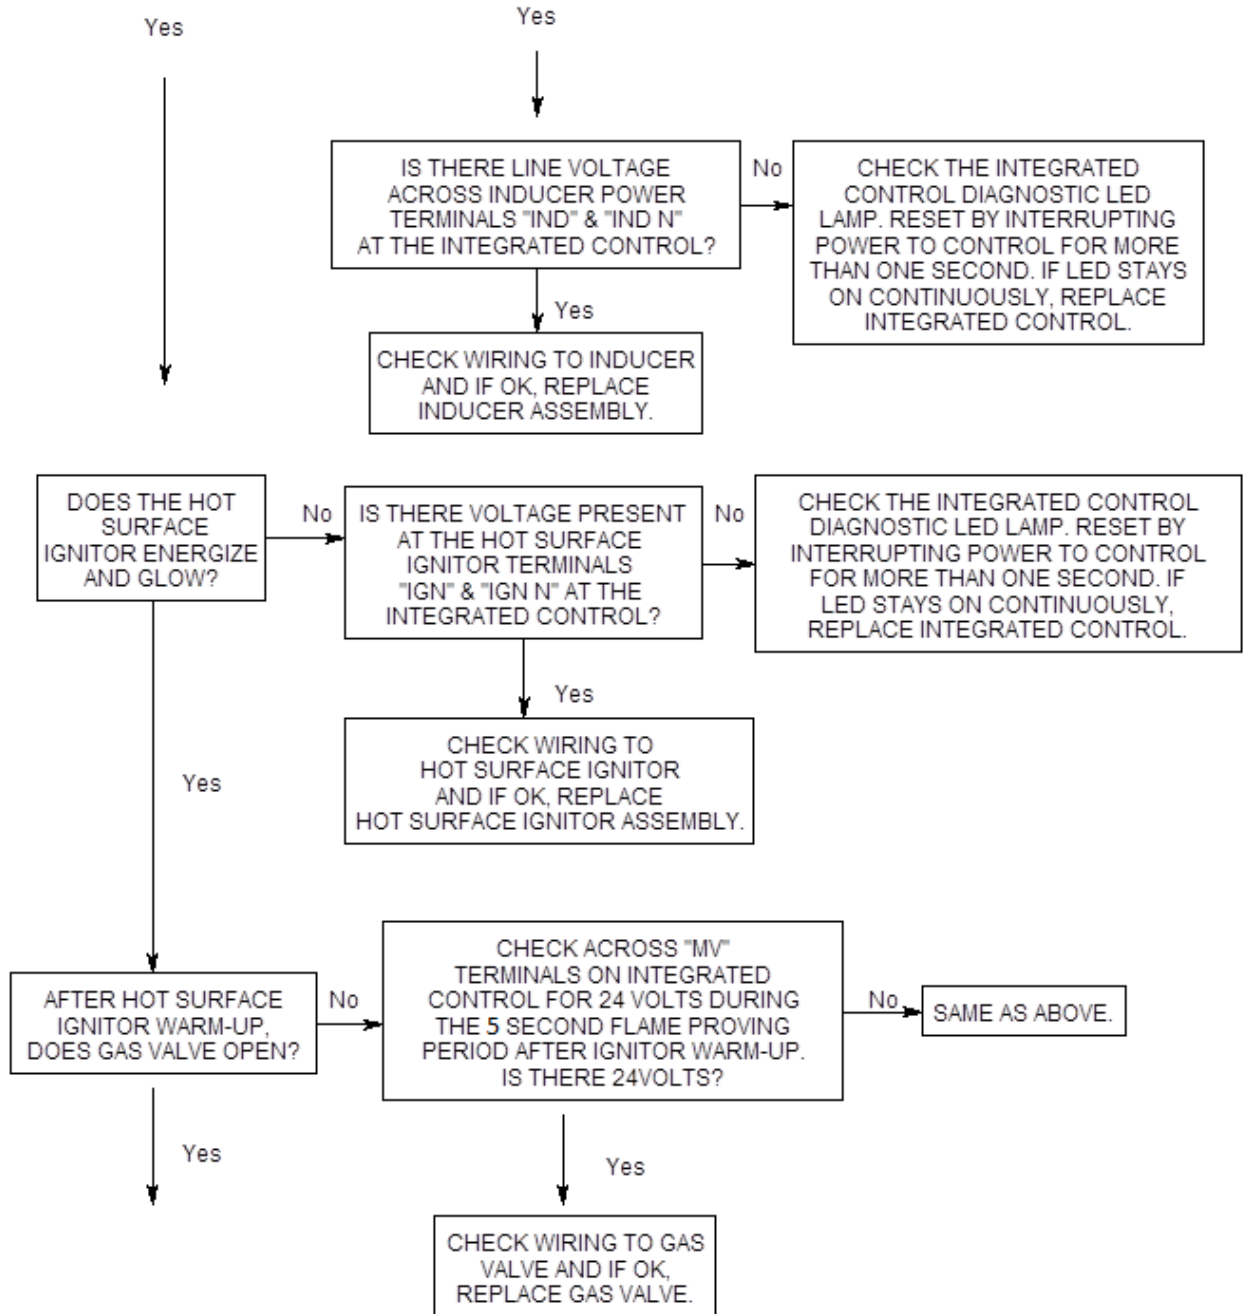 Yes
Yes
IS THERE LINE VOLTAGE
ACROSS INDUCER POWER
TERMINALS "IND" & "IND N"
AT THE INTEGRATED CONTROL?
No
CHECK THE INTEGRATED
CONTROL DIAGNOSTIC LED
LAMP. RESET BY INTERRUPTING
POWER TO CONTROL FOR MORE
THAN ONE SECOND. IF LED STAYS
ON CONTINUOUSLY, REPLACE
INTEGRATED CONTROL.
Yes
CHECK WIRING TO INDUCER
AND IF OK, REPLACE
INDUCER ASSEMBLY.
DOES THE HOT
SURFACE
IGNITOR ENERGIZE
AND GLOW?
No
IS THERE VOLTAGE PRESENT
AT THE HOT SURFACE
IGNITOR TERMINALS
"IGN" & "IGN N" AT THE
INTEGRATED CONTROL?
No
CHECK THE INTEGRATED CONTROL
DIAGNOSTIC LED LAMP. RESET BY
INTERRUPTING POWER TO CONTROL
FOR MORE THAN ONE SECOND. IF
LED STAYS ON CONTINUOUSLY,
REPLACE INTEGRATED CONTROL.
Yes
CHECK WIRING TO
HOT SURFACE IGNITOR
AND IF OK, REPLACE
HOT SURFACE IGNITOR ASSEMBLY.
Yes
AFTER HOT SURFACE
IGNITOR WARM-UP,
DOES GAS VALVE OPEN?
No
CHECK ACROSS "MV"
TERMINALS ON INTEGRATED
CONTROL FOR 24 VOLTS DURING
THE 5 SECOND FLAME PROVING
PERIOD AFTER IGNITOR WARM-UP.
IS THERE 24VOLTS?
No
SAME AS ABOVE.
Yes
Yes
CHECK WIRING TO GAS
VALVE AND IF OK,
REPLACE GAS VALVE.